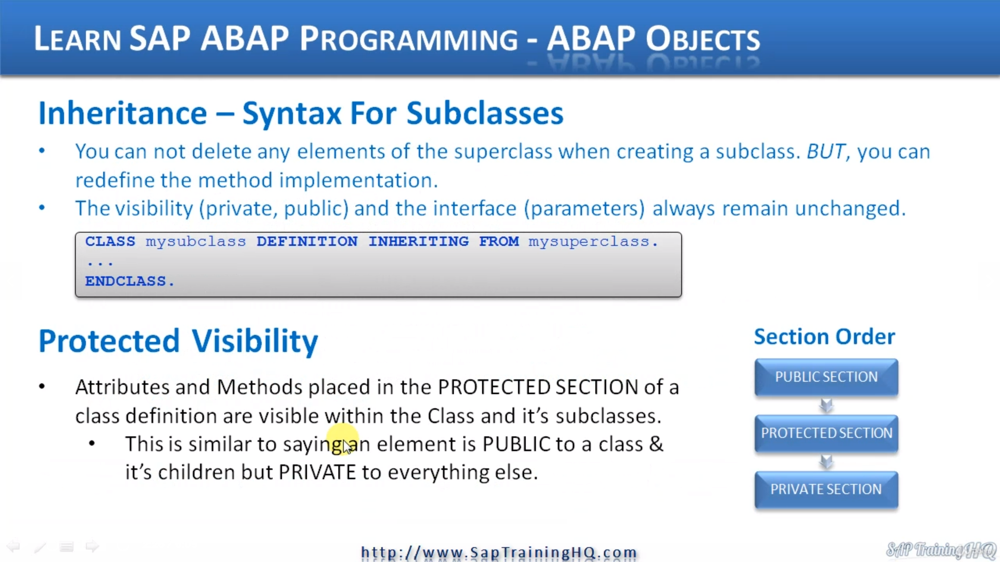 LEARN SAP ABAP PROGRAMMING - ABAP OBJECTS
Inheritance – Syntax For Subclasses
• You can not delete any elements of the superclass when creating a subclass. BUT, you can
redefine the method implementation.
• The visibility (private, public) and the interface (parameters) always remain unchanged.
CLASS mysubclass DEFINITION INHERITING FROM mysuperclass.
...
ENDCLASS.
Protected Visibility
• Attributes and Methods placed in the PROTECTED SECTION of a
class definition are visible within the Class and it's subclasses.
• This is similar to saying an element is PUBLIC to a class &
it's children but PRIVATE to everything else.
Section Order
PUBLIC SECTION
PROTECTED SECTION
PRIVATE SECTION
http://www.SapTrainingHQ.com
SAP TrainingHQ